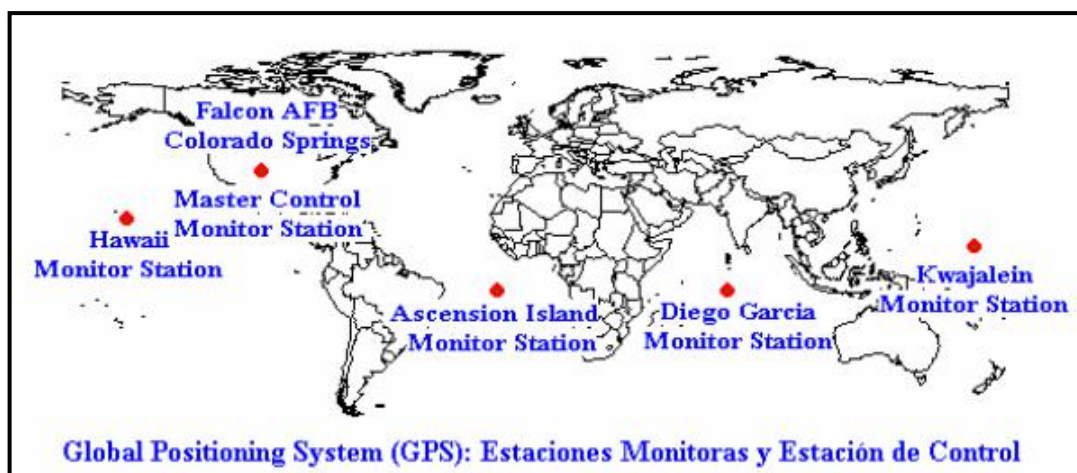 Falcon AFB
Colorado Springs
Master Control
Monitor Station
Hawaii
Monitor Station
Ascension Island
Monitor Station
Diego Garcia
Monitor Station
Kwajalein
Monitor Station
Global Positioning System (GPS): Estaciones Monitoras y Estación de Control